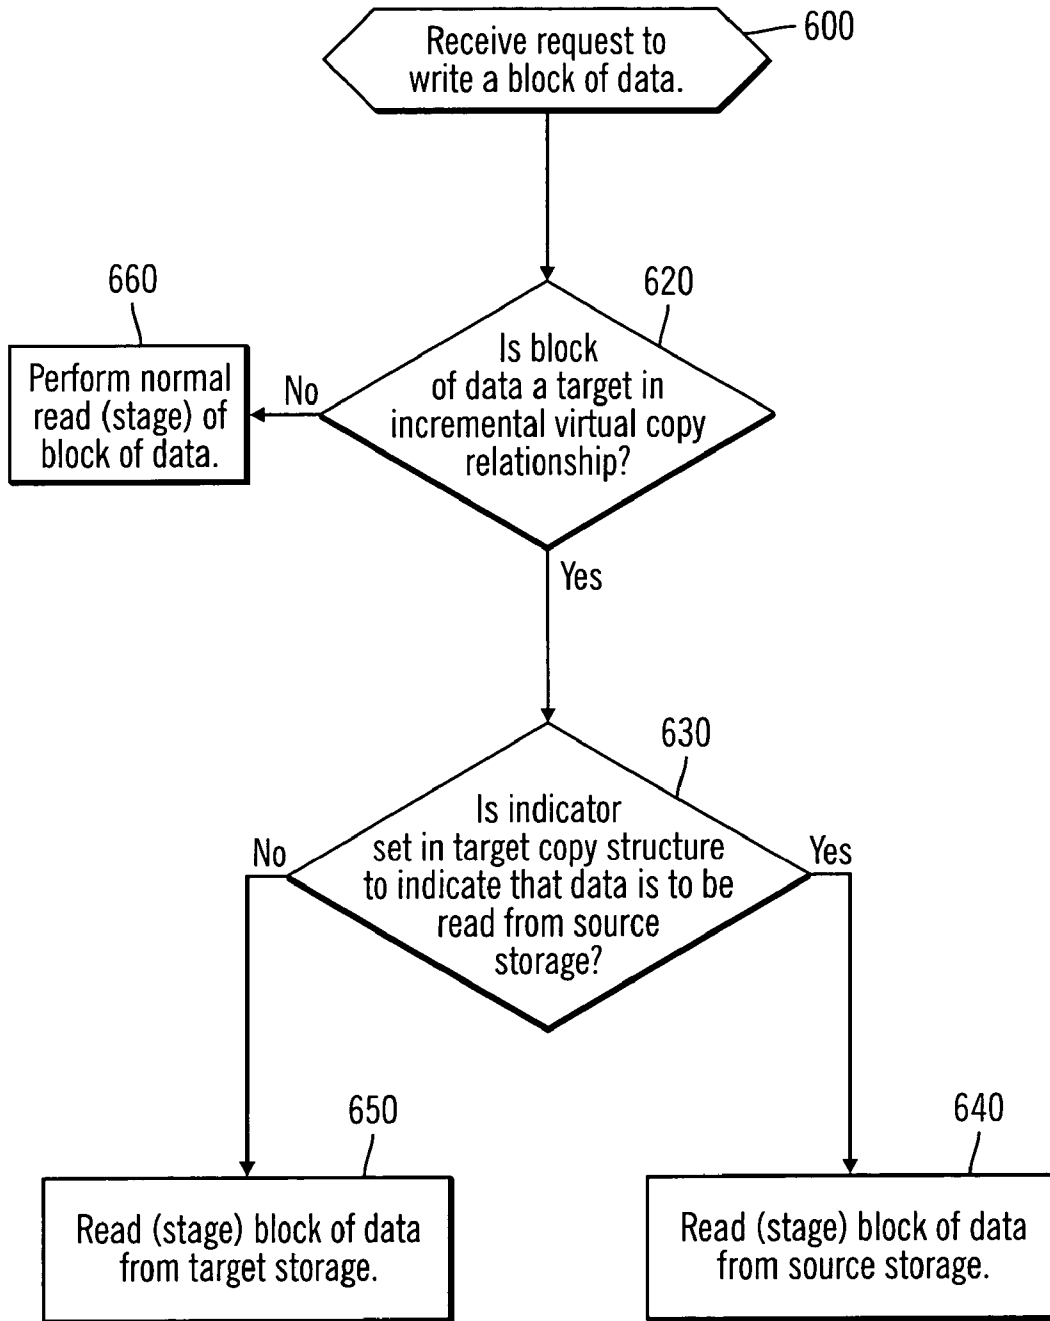 Receive request to
write a block of data.
600
660
620
Perform normal
read (stage) of
block of data.
No
Is block
of data a target in
incremental virtual copy
relationship?
Yes
630
Is indicator
set in target copy structure
to indicate that data is to be
read from source
storage?
No
Yes
650
640
Read (stage) block of data
from target storage.
Read (stage) block of data
from source storage.